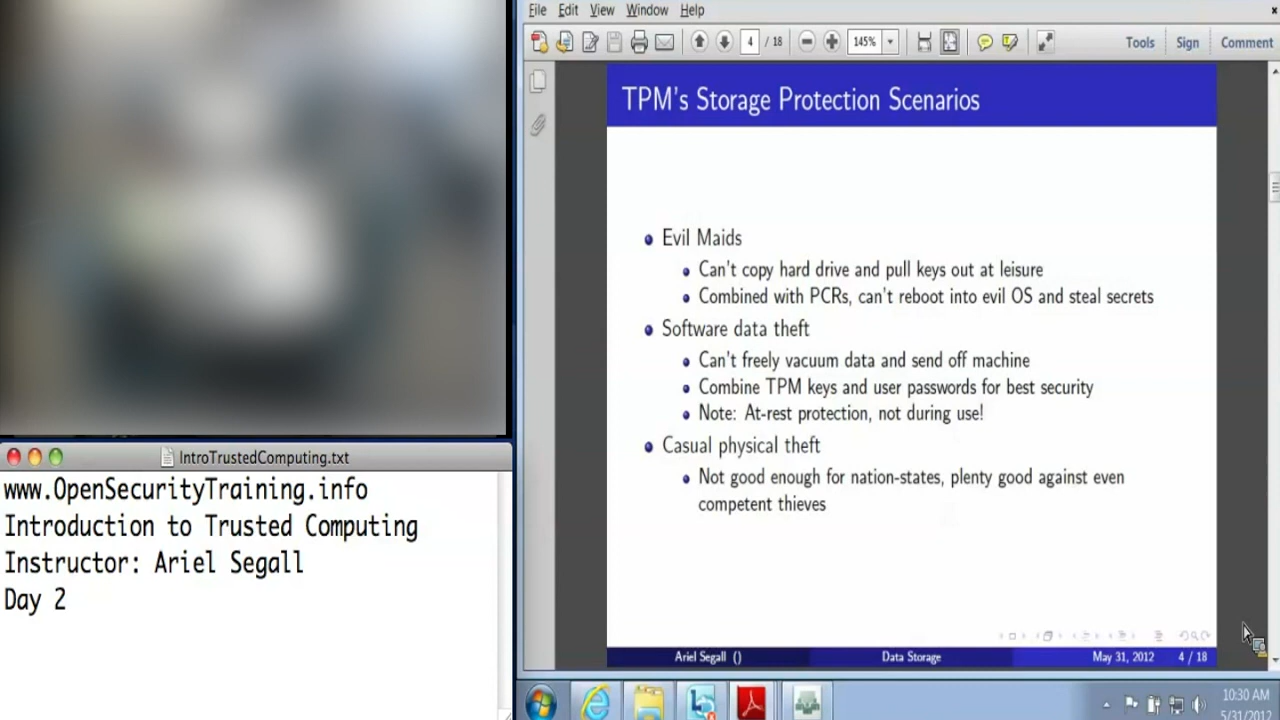 File Edit View Window Help
4 / 18 145% Tools Sign Comment
TPM's Storage Protection Scenarios
Evil Maids
Can't copy hard drive and pull keys out at leisure
Combined with PCRs, can't reboot into evil OS and steal secrets
Software data theft
Can't freely vacuum data and send off machine
Combine TPM keys and user passwords for best security
Note: At-rest protection, not during use!
Casual physical theft
Not good enough for nation-states, plenty good against even
competent thieves
Ariel Segall () Data Storage May 31, 2012 4 / 18
10:30 AM
5/31/2012
IntroTrustedComputing.txt
www.OpenSecurityTraining.info
Introduction to Trusted Computing
Instructor: Ariel Segall
Day 2